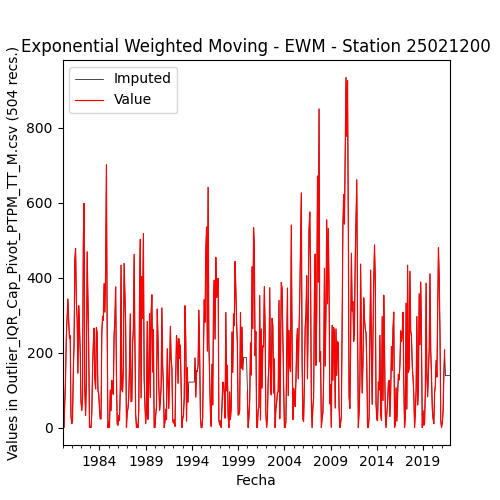 Exponential Weighted Moving - EWM - Station 25021200
Values in Outlier_IQR_Cap_Pivot_PTPM_TT_M.csv (504 recs.)
Imputed
Value
800
600
400
200
0
1984
1989
1994
1999
2004
2009
2014
2019
Fecha